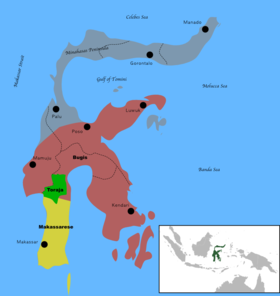 Celebes Sea
Manado
Minahasa Peninsula
Gorontalo
Makassar Strait
Gulf of Tomini
Molucca Sea
Luwuk
Palu
Poso
Banda Sea
Mamuju
Bugis
Toraja
Kendari
Makassarese
Makassar